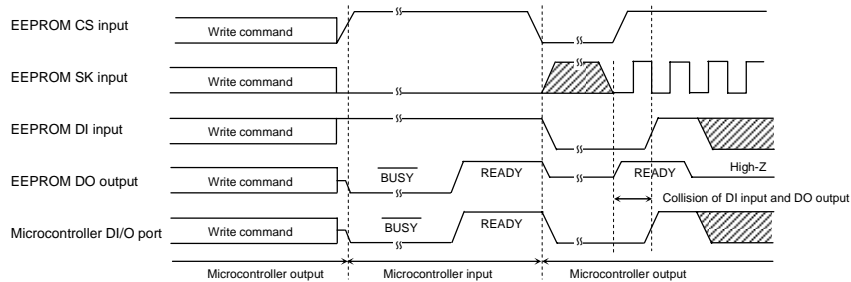 EEPROM CS input
Write command
EEPROM SK input
Write command
EEPROM DI input
Write command
EEPROM DO output
Write command
BUSY
READY
READY
High-Z
Collision of DI input and DO output
Microcontroller DI/O port
Write command
BUSY
READY
Microcontroller output
Microcontroller input
Microcontroller output